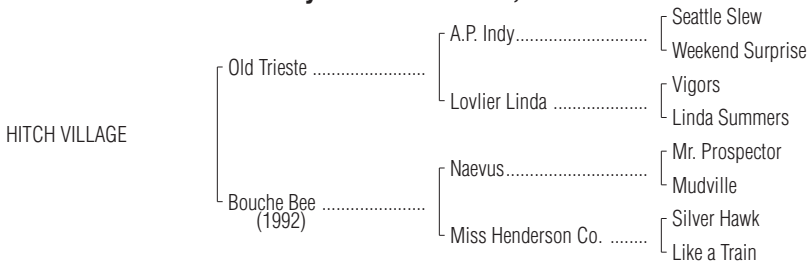 Seattle Slew
A.P. Indy..............................
Weekend Surprise
Old Trieste ........................
Vigors
Lovlier Linda ....................
Linda Summers
HITCH VILLAGE
Mr. Prospector
Naevus..............................
Mudville
Bouche Bee ......................
(1992)
Silver Hawk
Miss Henderson Co. ........
Like a Train